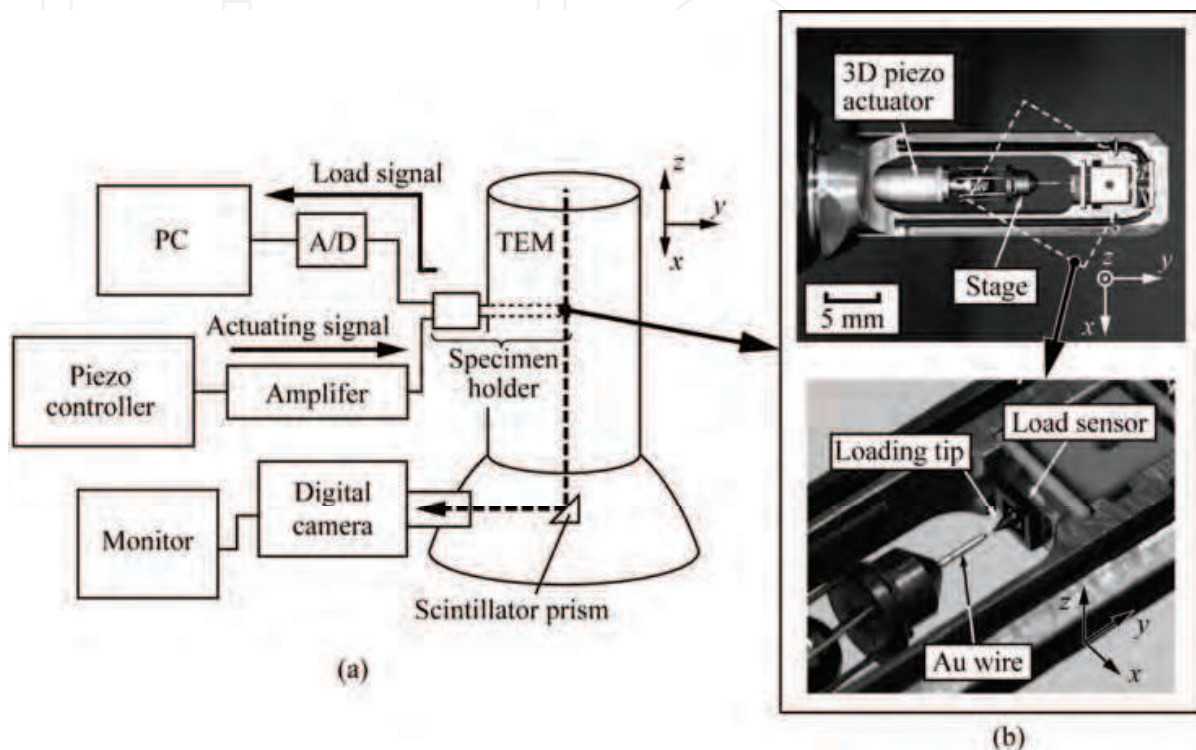 Load signal
PC
A/D
TEM
z
y
x
Actuating signal
Specimen
holder
Piezo
controller
Amplifer
Digital
camera
Monitor
Scintillator prism
(a)
3D piezo
actuator
Stage
z
y
x
5 mm
Load sensor
Loading tip
z
y
x
Au wire
(b)